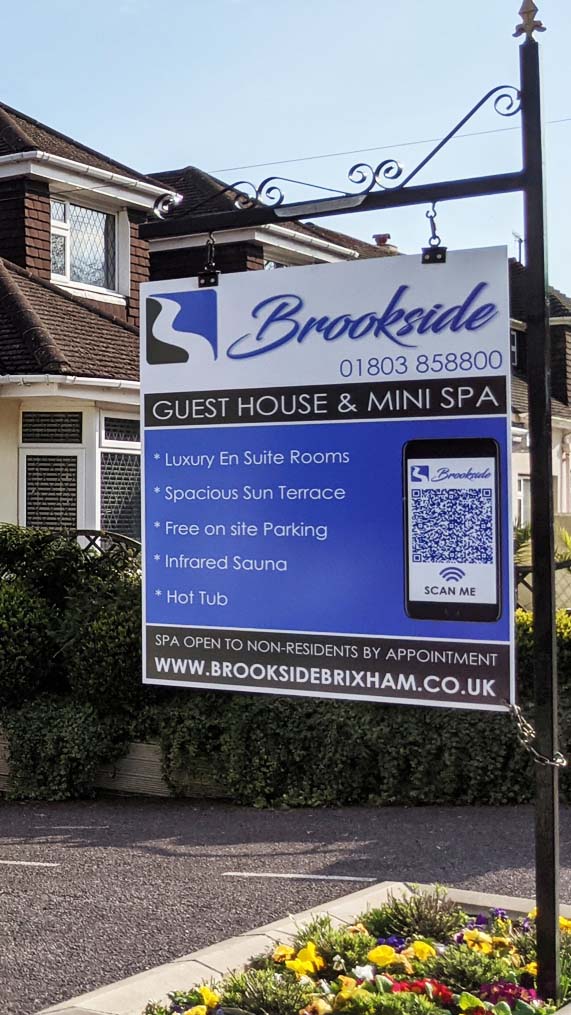 Brookside
01803 858800
GUEST HOUSE & MINI SPA
* Luxury En Suite Rooms
* Spacious Sun Terrace
* Free on site Parking
* Infrared Sauna
* Hot Tub
Brookside
SCAN ME
SPA OPEN TO NON-RESIDENTS BY APPOINTMENT
WWW.BROOKSIDEBRIXHAM.CO.UK